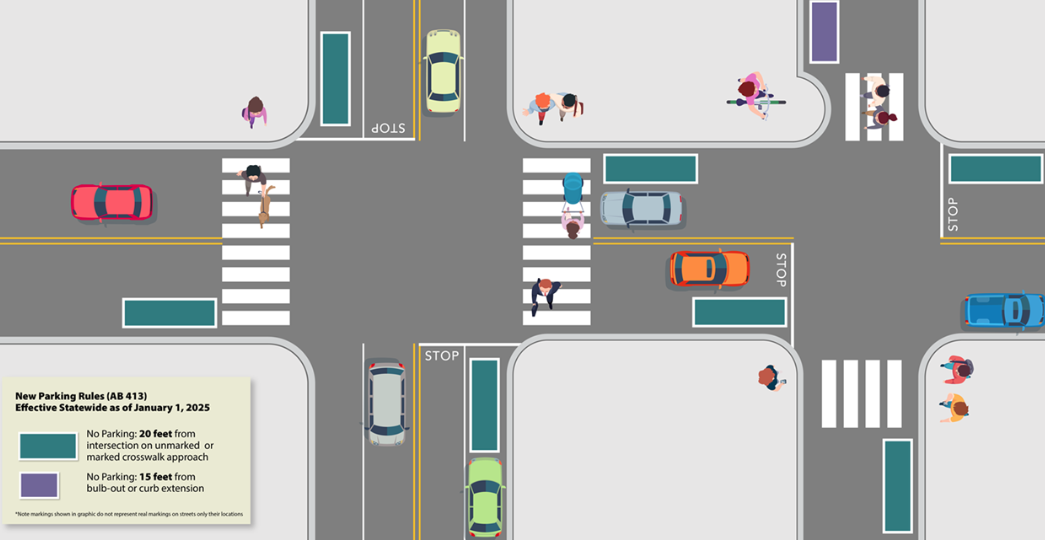 STOP
STOP
STOP
STOP
New Parking Rules (AB 413)
Effective Statewide as of January 1, 2025
No Parking: 20 feet from
intersection on unmarked or
marked crosswalk approach
No Parking: 15 feet from
bulb-out or curb extension
*Note markings shown in graphic do not represent real markings on streets only their locations